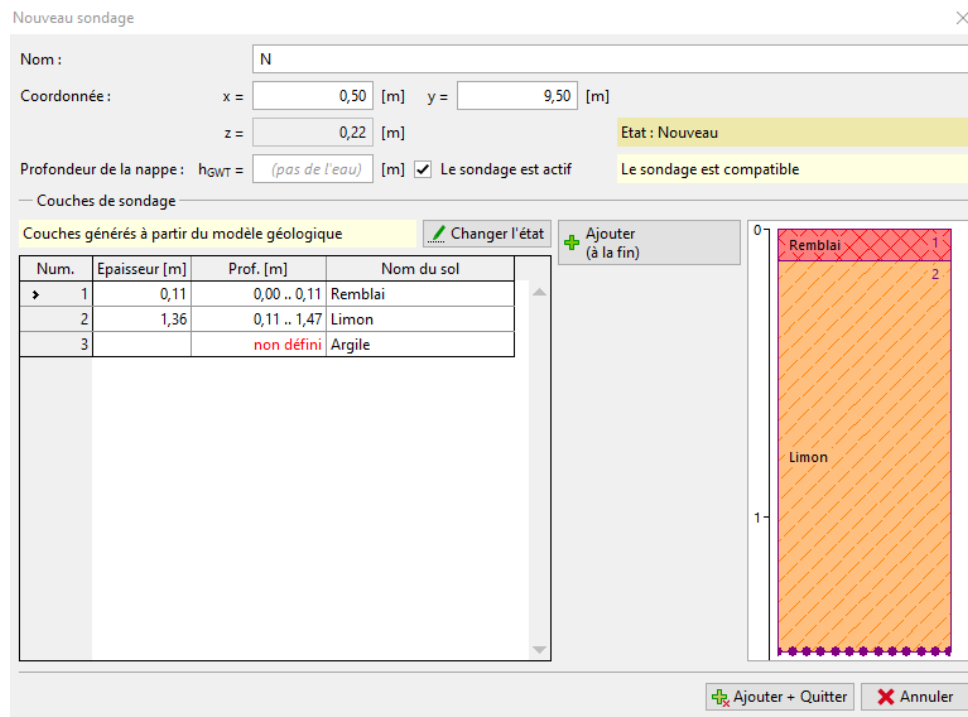 Nouveau sondage
Nom :
N
Coordonnée : x = 0,50 [m] y = 9,50 [m]
z = 0,22 [m]
Etat : Nouveau
Profondeur de la nappe : hGWT = (pas de l'eau) [m] Le sondage est actif
Le sondage est compatible
Couches de sondage
Couches générés à partir du modèle géologique
Changer l'état
Ajouter
(à la fin)
Num. Epaisseur [m] Prof. [m] Nom du sol
1 0,11 0,00 .. 0,11 Remblai
2 1,36 0,11 .. 1,47 Limon
3 non défini Argile
0
Remblai 1
2
Limon
1
Ajouter + Quitter
Annuler